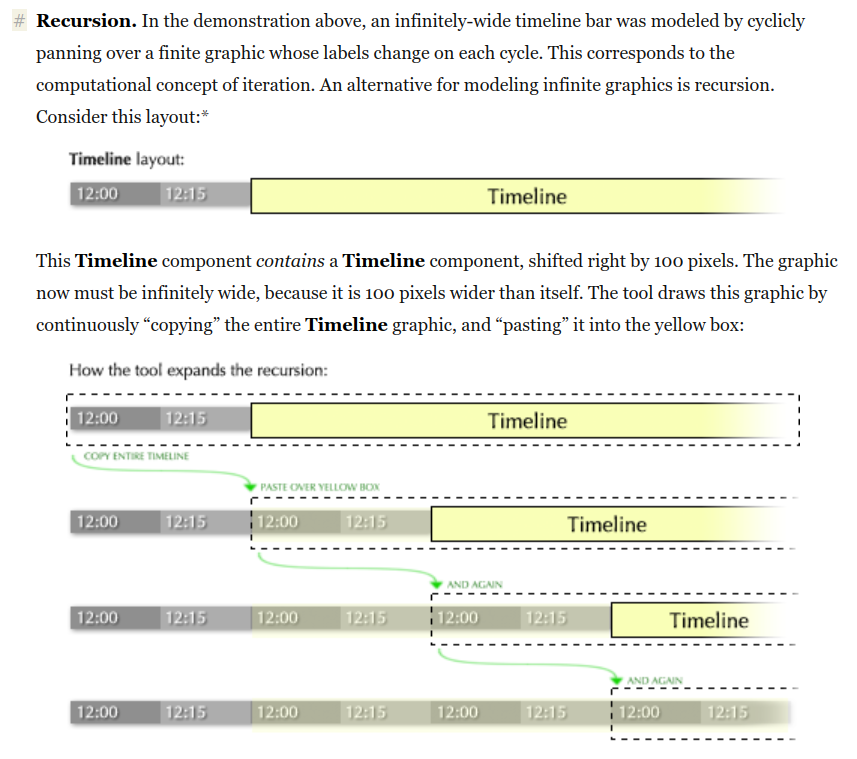 # Recursion. In the demonstration above, an infinitely-wide timeline bar was modeled by cyclicly
panning over a finite graphic whose labels change on each cycle. This corresponds to the
computational concept of iteration. An alternative for modeling infinite graphics is recursion.
Consider this layout:*
Timeline layout:
12:00 12:15 Timeline
This Timeline component contains a Timeline component, shifted right by 100 pixels. The graphic
now must be infinitely wide, because it is 100 pixels wider than itself. The tool draws this graphic by
continuously “copying” the entire Timeline graphic, and “pasting” it into the yellow box:
How the tool expands the recursion:
12:00 12:15 Timeline
COPY ENTIRE TIMELINE
PASTE OVER YELLOW BOX
12:00 12:15 12:00 12:15 Timeline
AND AGAIN
12:00 12:15 12:00 12:15 12:00 12:15 Timeline
AND AGAIN
12:00 12:15 12:00 12:15 12:00 12:15 12:00 12:15